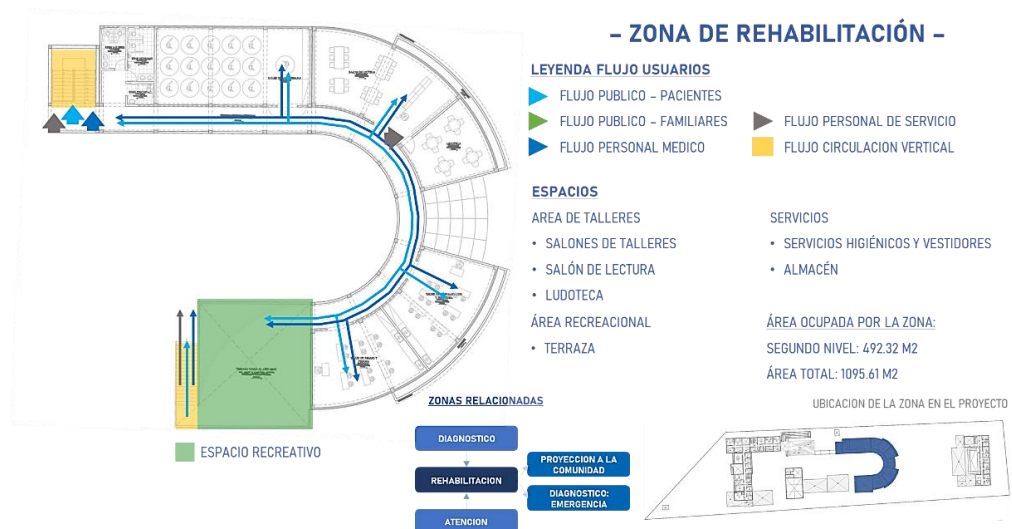 – ZONA DE REHABILITACIÓN –
LEYENDA FLUJO USUARIOS
FLUJO PUBLICO – PACIENTES
FLUJO PUBLICO – FAMILIARES
FLUJO PERSONAL DE SERVICIO
FLUJO PERSONAL MEDICO
FLUJO CIRCULACION VERTICAL
ESPACIOS
AREA DE TALLERES
• SALONES DE TALLERES
• SALÓN DE LECTURA
• LUDOTECA
ÁREA RECREACIONAL
• TERRAZA
SERVICIOS
• SERVICIOS HIGIÉNICOS Y VESTIDORES
• ALMACÉN
ÁREA OCUPADA POR LA ZONA:
SEGUNDO NIVEL: 492.32 M2
ÁREA TOTAL: 1095.61 M2
UBICACION DE LA ZONA EN EL PROYECTO
ZONAS RELACIONADAS
DIAGNOSTICO
REHABILITACION
ATENCION
PROYECCION A LA
COMUNIDAD
DIAGNOSTICO:
EMERGENCIA
ESPACIO RECREATIVO